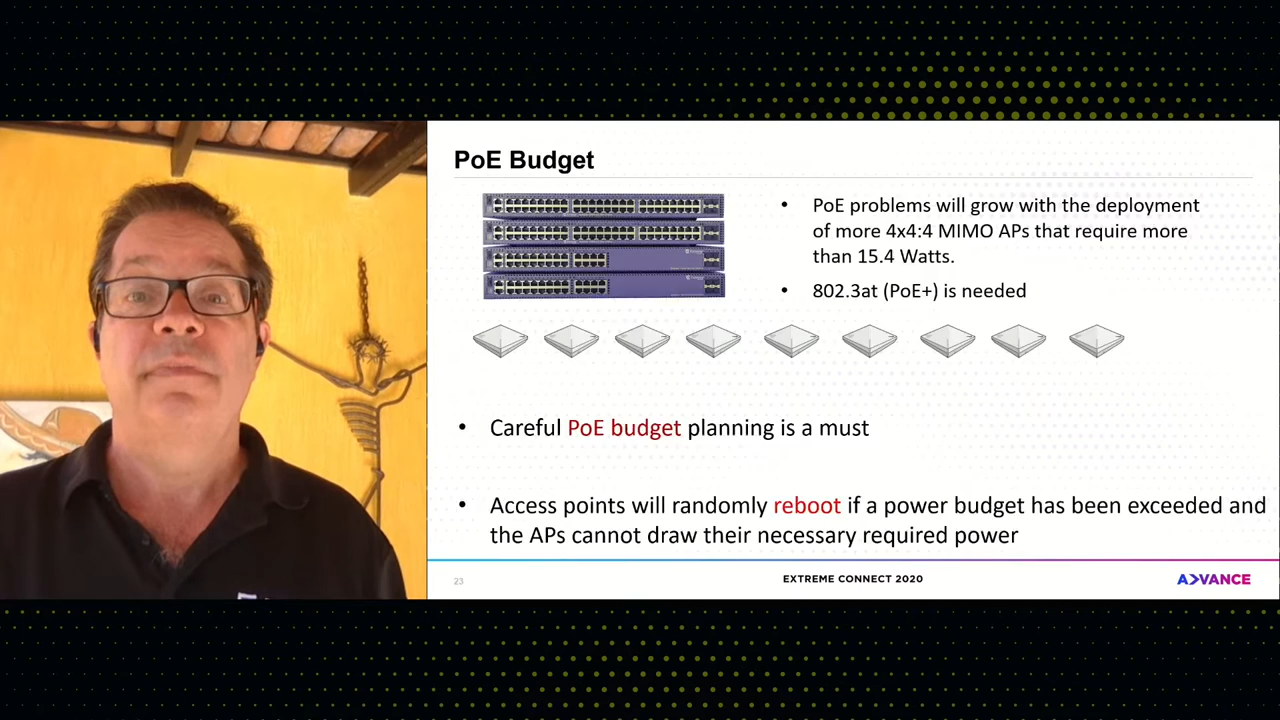 PoE Budget
• PoE problems will grow with the deployment
of more 4x4:4 MIMO APs that require more
than 15.4 Watts.
• 802.3at (PoE+) is needed
• Careful PoE budget planning is a must
• Access points will randomly reboot if a power budget has been exceeded and
the APs cannot draw their necessary required power
23
EXTREME CONNECT 2020
ADVANCE